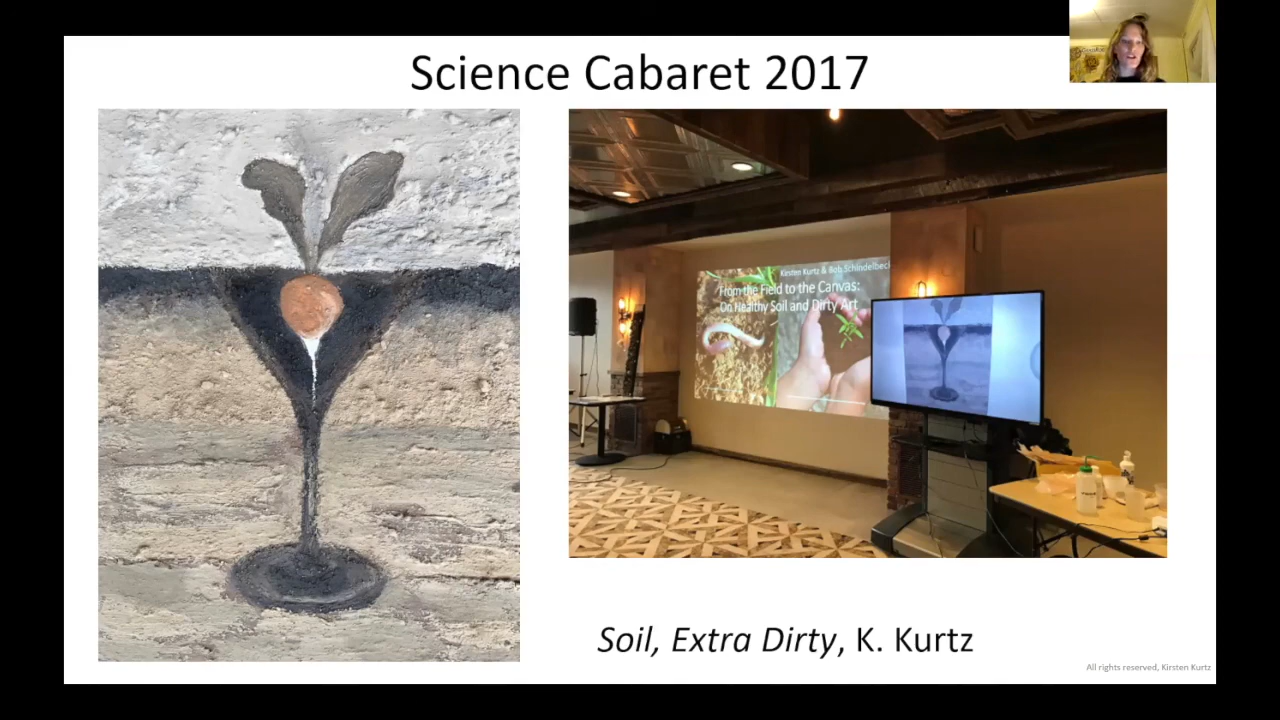 Science Cabaret 2017
Kirsten Kurtz & Bob Schindelbeck
From the Field to the Canvas:
On Healthy Soil and Dirty Art
Soil, Extra Dirty, K. Kurtz
All rights reserved, Kirsten Kurtz